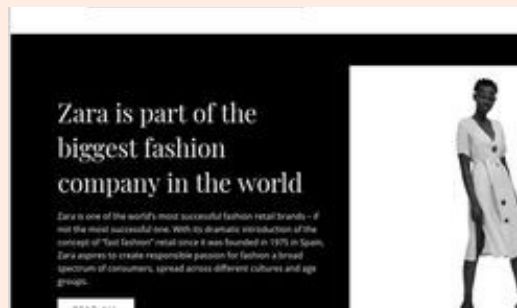 Zara is part of the
biggest fashion
company in the world
Zara is one of the world's most successful fashion retail brands – if
not the most successful one. With its dramatic introduction of the
concept of "fast fashion" retail since it was founded in 1975 in Spain,
Zara aspires to create responsible passion for fashion a broad
spectrum of consumers, spread across different cultures and age
groups.